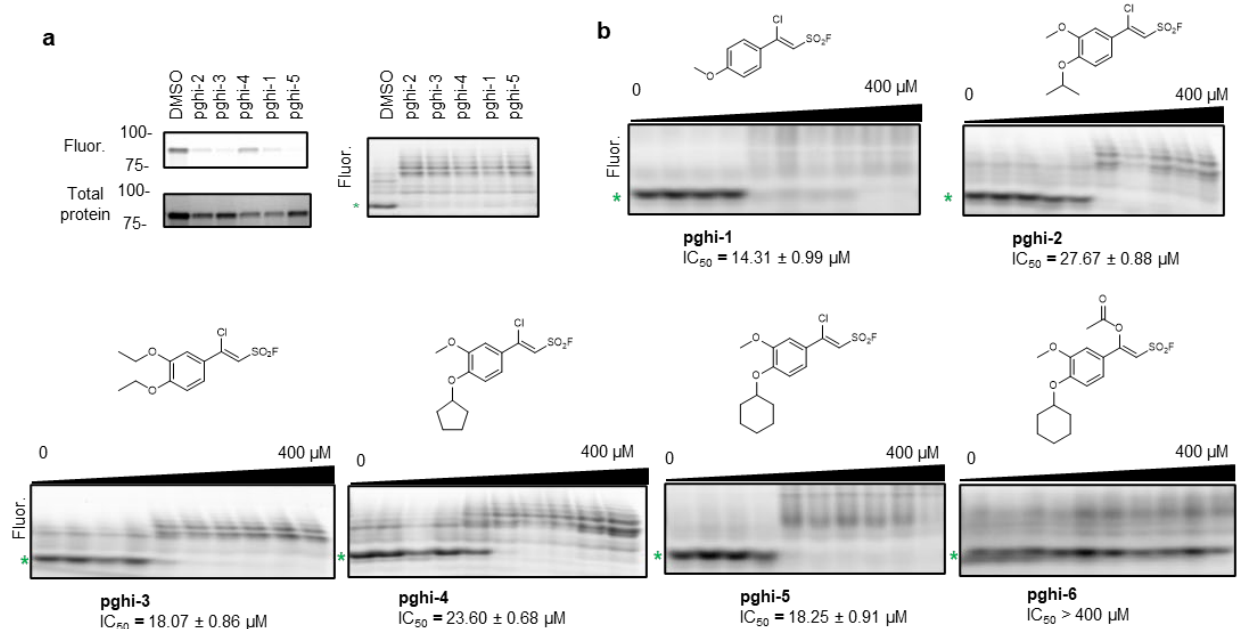 a
DMSO
pghi-2
pghi-3
pghi-4
pghi-1
pghi-5
Fluor.
100-
75-
Total
protein
100-
75-
DMSO
pghi-2
pghi-3
pghi-4
pghi-1
pghi-5
Fluor.
*
b
Cl
SO2F
O
0
400 µM
Fluor.
*
pghi-1
IC50 = 14.31 ± 0.99 µM
Cl
SO2F
O
O
0
400 µM
*
pghi-2
IC50 = 27.67 ± 0.88 µM
Cl
SO2F
O
O
0
400 µM
Fluor.
*
pghi-3
IC50 = 18.07 ± 0.86 µM
Cl
SO2F
O
O
0
400 µM
*
pghi-4
IC50 = 23.60 ± 0.68 µM
Cl
SO2F
O
O
0
400 µM
*
pghi-5
IC50 = 18.25 ± 0.91 µM
O
O
SO2F
O
O
0
400 µM
*
pghi-6
IC50 > 400 µM